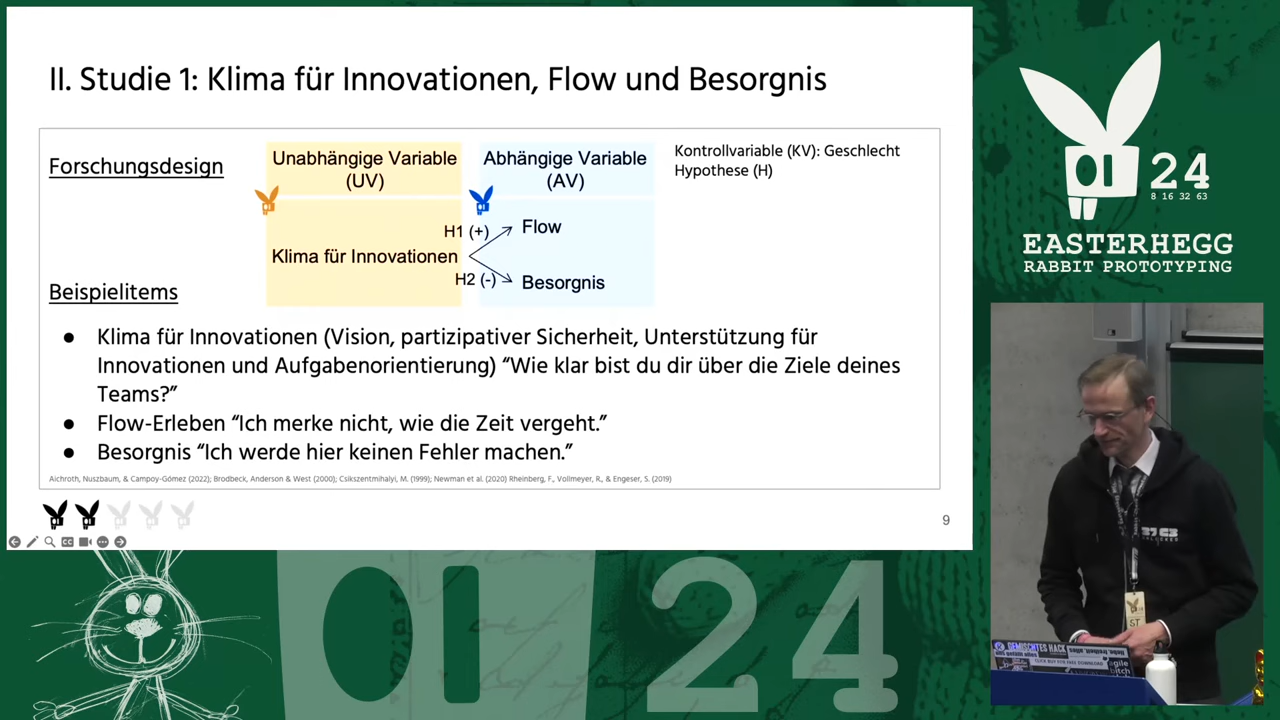 II. Studie 1: Klima für Innovationen, Flow und Besorgnis
Forschungsdesign
Unabhängige Variable
(UV)
Abhängige Variable
(AV)
Kontrollvariable (KV): Geschlecht
Hypothese (H)
H1 (+)
Flow
Klima für Innovationen
H2 (-)
Besorgnis
Beispielitems
● Klima für Innovationen (Vision, partizipativer Sicherheit, Unterstützung für
Innovationen und Aufgabenorientierung) “Wie klar bist du dir über die Ziele deines
Teams?”
● Flow-Erleben “Ich merke nicht, wie die Zeit vergeht.”
● Besorgnis “Ich werde hier keinen Fehler machen.”
Aichroth, Nuszbaum, & Campoy-Gómez (2022); Brodbeck, Anderson & West (2000); Csikszentmihalyi, M. (1999); Newman et al. (2020) Rheinberg, F., Vollmeyer, R., & Engeser, S. (2019)
9
CC
24
8 16 32 63
EASTERHEGG
RABBIT PROTOTYPING
ST
GEMISCHTES HACK
24